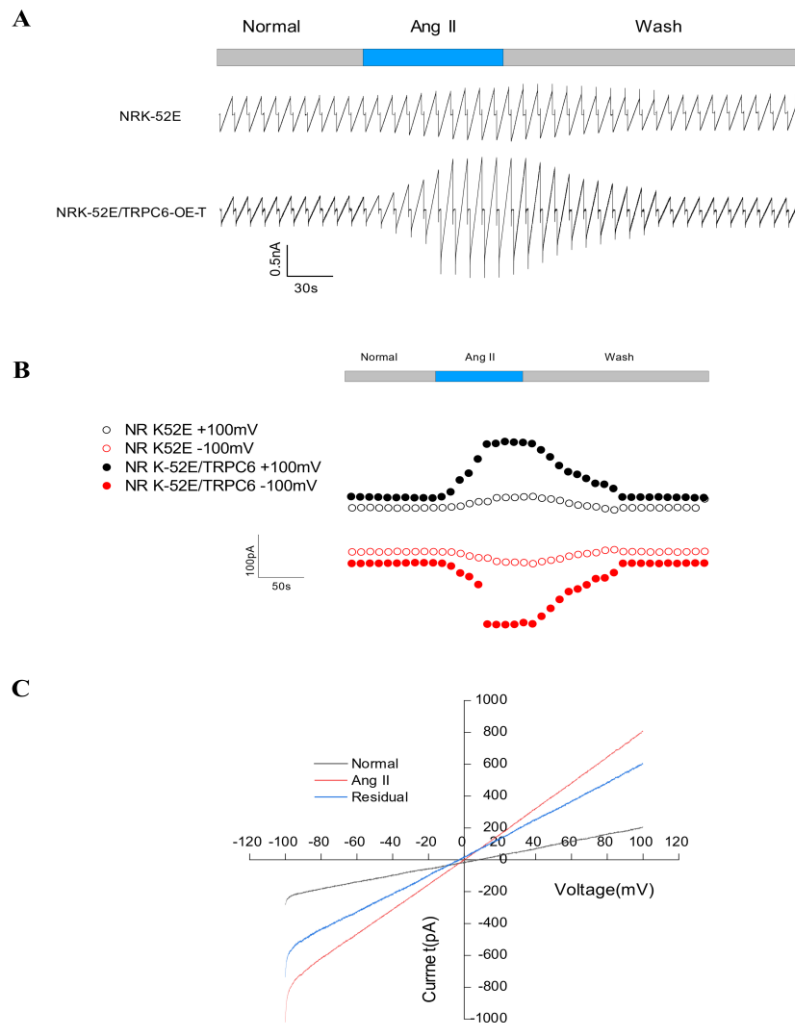 A
Normal Ang II Wash
NRK-52E
NRK-52E/TRPC6-OE-T
0.5nA
30s
B
Normal Ang II Wash
NR K52E +100mV
NR K52E -100mV
NR K-52E/TRPC6 +100mV
NR K-52E/TRPC6 -100mV
100pA
50s
C
1000
800
Normal
Ang II
Residual
600
400
200
-120 -100 -80 -60 -40 -20 0 20 40 60 80 100 120
0
Voltage(mV)
-200
-400
-600
-800
-1000
Currne t(pA)